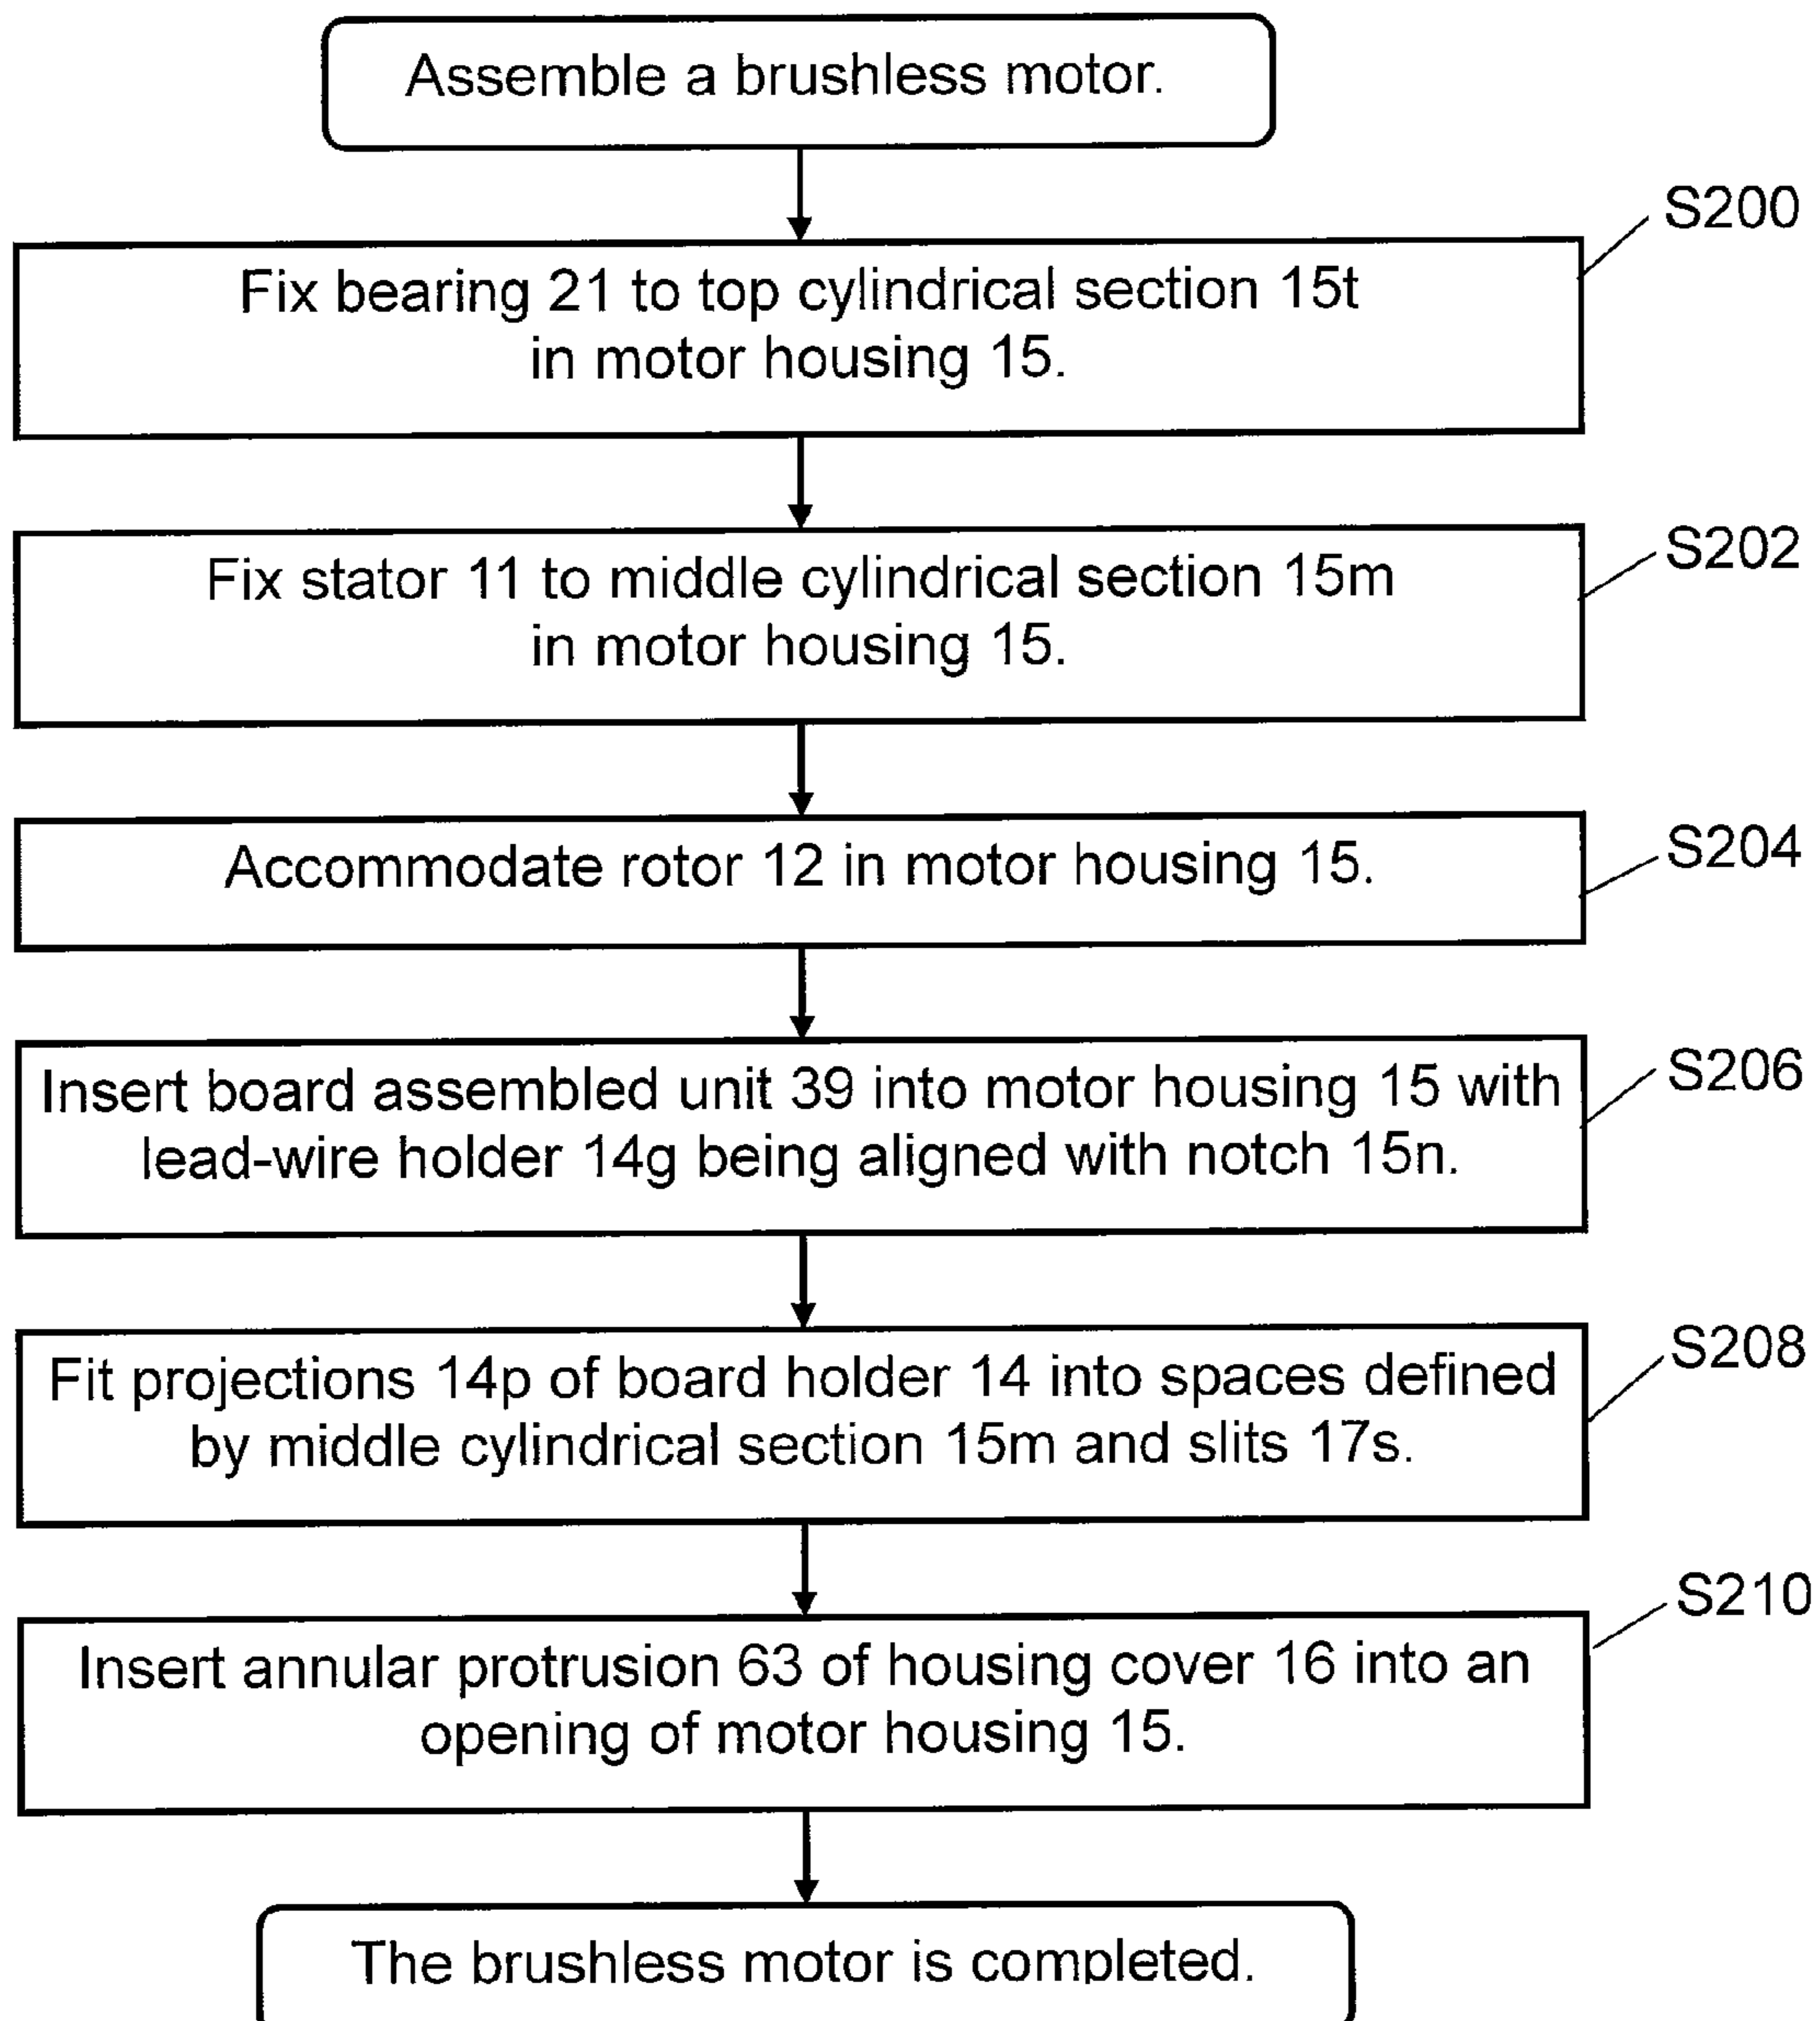 Assemble a brushless motor.
S200
Fix bearing 21 to top cylindrical section 15t
in motor housing 15.
S202
Fix stator 11 to middle cylindrical section 15m
in motor housing 15.
S204
Accommodate rotor 12 in motor housing 15.
S206
Insert board assembled unit 39 into motor housing 15 with
lead-wire holder 14g being aligned with notch 15n.
S208
Fit projections 14p of board holder 14 into spaces defined
by middle cylindrical section 15m and slits 17s.
S210
Insert annular protrusion 63 of housing cover 16 into an
opening of motor housing 15.
The brushless motor is completed.